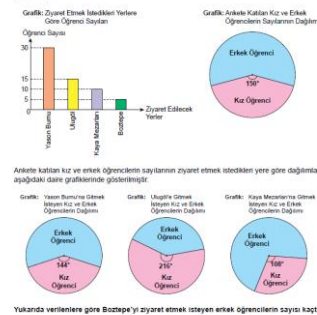 Grafik: Ziyaret Etmek İstedikleri Yerlere
Göre Öğrenci Sayıları
Öğrenci Sayısı
30
15
10
5
0
Yason Burnu
Ulugöl
Kaya Mezarları
Boztepe
Ziyaret Edilecek
Yerler
Grafik: Ankete Katılan Kız ve Erkek
Öğrencilerin Sayılarının Dağılımı
Erkek Öğrenci
150°
Kız Öğrenci
Ankete katılan kız ve erkek öğrencilerin sayılarının ziyaret etmek istedikleri yere göre dağılımla
aşağıdaki daire grafiklerinde gösterilmiştir.
Grafik: Yason Burnu'na Gitmek
İsteyen Kız ve Erkek
Öğrencilerin Dağılımı
Erkek
Öğrenci
144°
Kız
Öğrenci
Grafik: Ulugöl'e Gitmek
İsteyen Kız ve Erkek
Öğrencilerin Dağılımı
Erkek
Öğrenci
216°
Kız
Öğrenci
Grafik: Kaya Mezarları'na Gitmek
İsteyen Kız ve Erkek
Öğrencilerin Dağılımı
Erkek
Öğrenci
Kız
Öğrenci
Yukarıda verilenlere göre Boztepe'yi ziyaret etmek isteyen erkek öğrencilerin sayısı kaçt